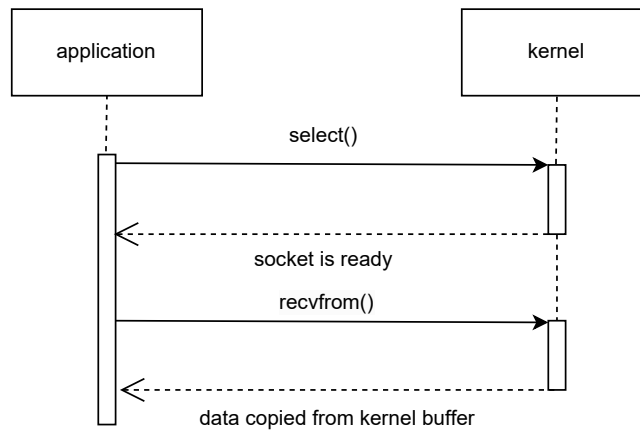 application
kernel
select()
socket is ready
recvfrom()
data copied from kernel buffer